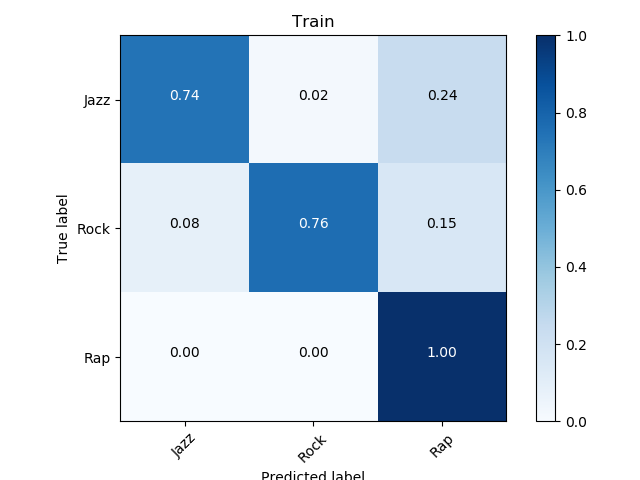 Train
Jazz 0.74 0.02 0.24
Rock 0.08 0.76 0.15
Rap 0.00 0.00 1.00
Jazz Rock Rap
True label
Predicted label
1.0
0.8
0.6
0.4
0.2
0.0